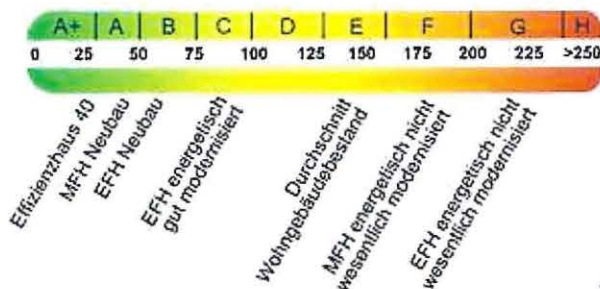 A+ A B C D E F G H
0 25 50 75 100 125 150 175 200 225 >250
Effizienzhaus 40
MFH Neubau
EFH Neubau
EFH energetisch
gut modernisiert
Durchschnitt
Wohngebäudebestand
MFH energetisch nicht
wesentlich modernisiert
EFH energetisch nicht
wesentlich modernisiert